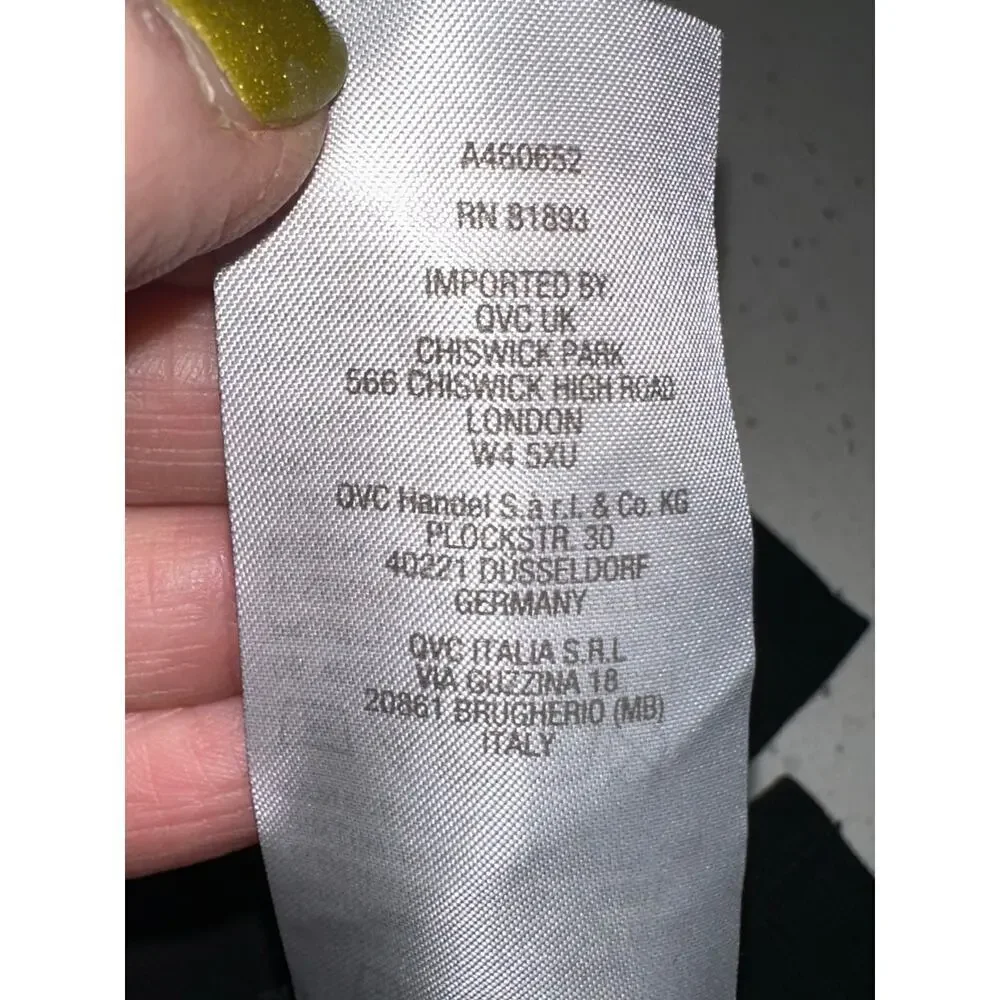 A460652
RN 81893
IMPORTED BY:
QVC UK
CHISWICK PARK
566 CHISWICK HIGH ROAD
LONDON
W4 5XU
QVC Handel S.a r.l. & Co. KG
PLOCKSTR. 30
40221 DUSSELDORF
GERMANY
QVC ITALIA S.R.L
VIA GUZZINA 18
20861 BRUGHERIO (MB)
ITALY